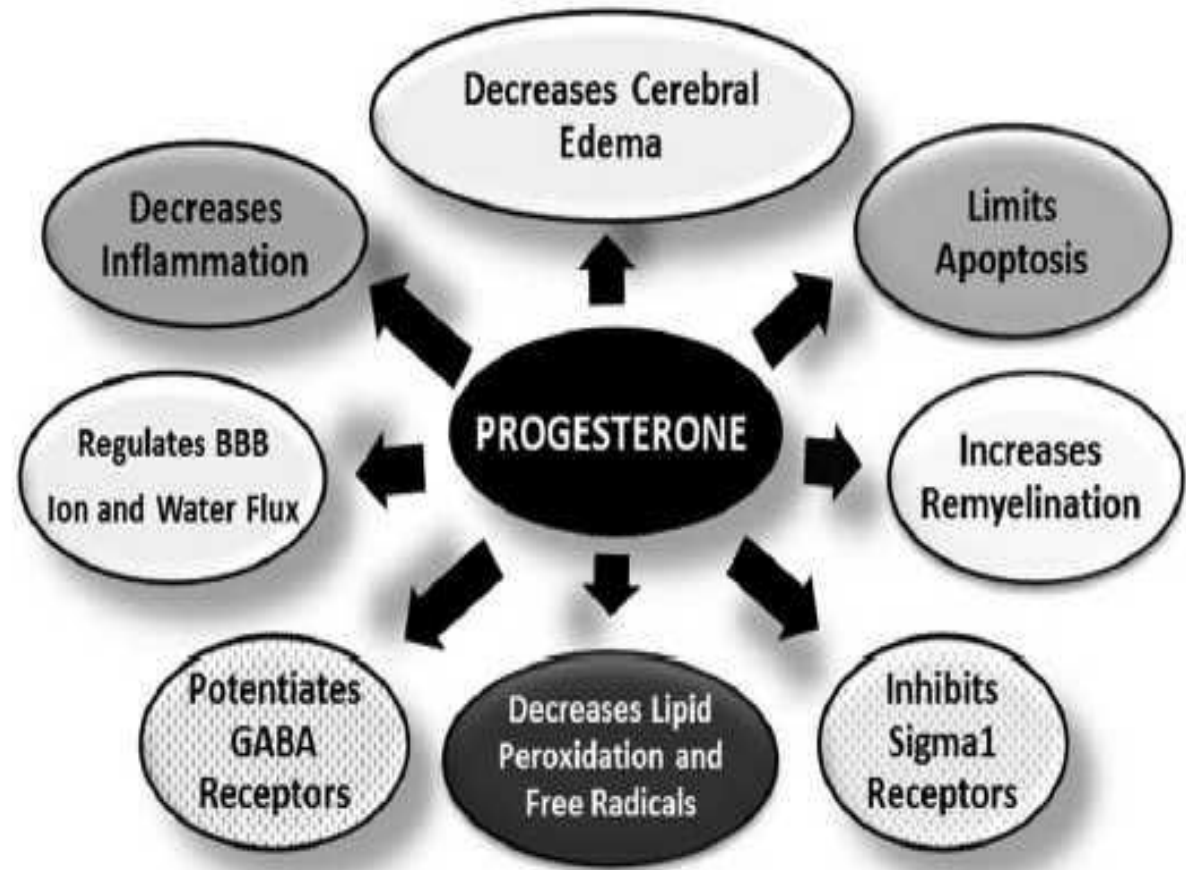 Decreases Cerebral
Edema
Decreases
Inflammation
Limits
Apoptosis
PROGESTERONE
Regulates BBB
Ion and Water Flux
Increases
Remyelination
Potentiates
GABA
Receptors
Decreases Lipid
Peroxidation and
Free Radicals
Inhibits
Sigma1
Receptors